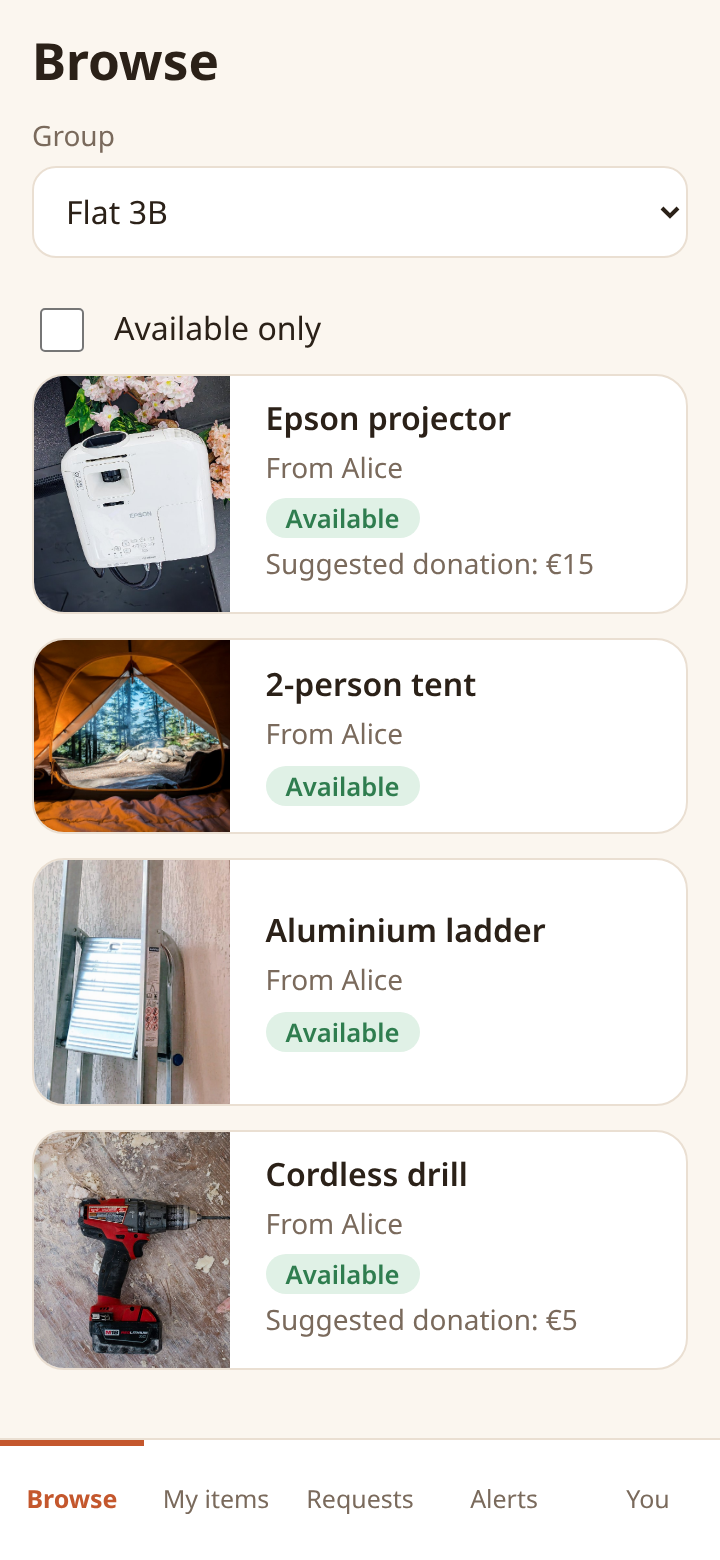 Browse
Group
Flat 3B
Available only
EPSON
Epson projector
From Alice
Available
Suggested donation: €15
2-person tent
From Alice
Available
Aluminium ladder
From Alice
Available
Cordless drill
From Alice
Available
Suggested donation: €5
Browse
My items
Requests
Alerts
You